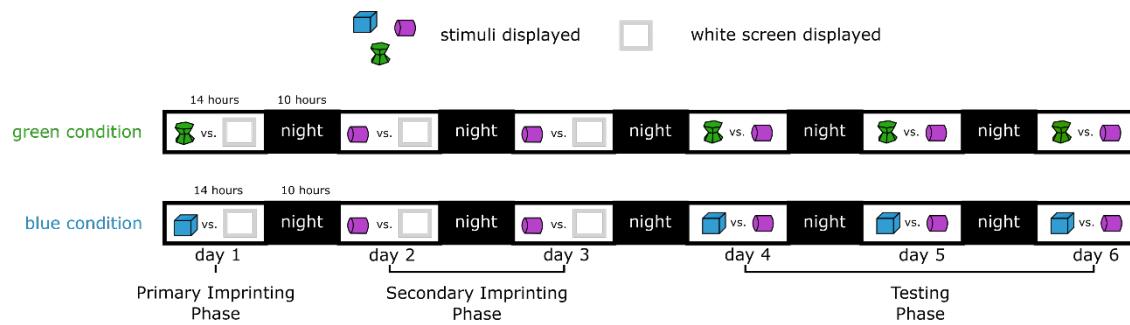 stimuli displayed
white screen displayed
14 hours 10 hours
green condition vs. night vs. night vs. night vs. night vs. night vs.
14 hours 10 hours
blue condition vs. night vs. night vs. night vs. night vs. night vs.
day 1 day 2 day 3 day 4 day 5 day 6
Primary Imprinting
Phase
Secondary Imprinting
Phase
Testing
Phase